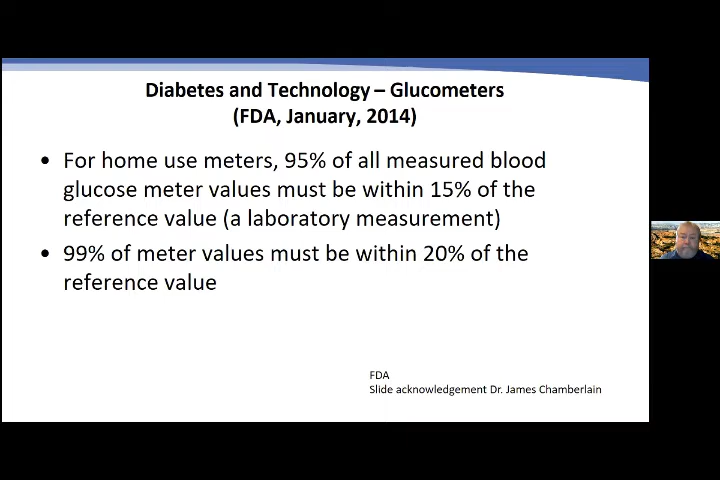 Diabetes and Technology – Glucometers
(FDA, January, 2014)
• For home use meters, 95% of all measured blood
glucose meter values must be within 15% of the
reference value (a laboratory measurement)
• 99% of meter values must be within 20% of the
reference value
FDA
Slide acknowledgement Dr. James Chamberlain